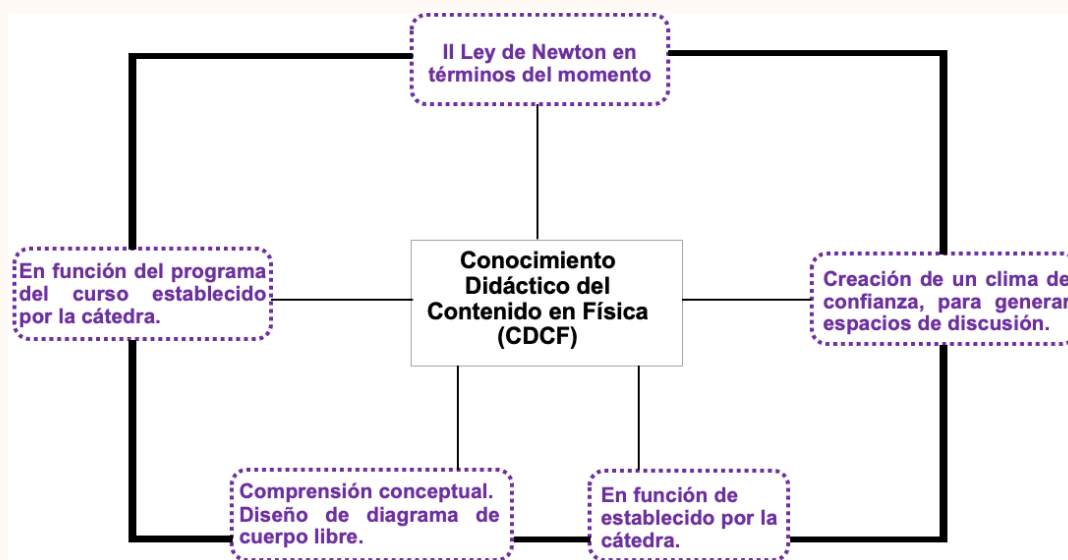 II Ley de Newton en
términos del momento
En función del programa
del curso establecido
por la cátedra.
Conocimiento
Didáctico del
Contenido en Física
(CDCF)
Creación de un clima de
confianza, para generar
espacios de discusión.
Comprensión conceptual.
Diseño de diagrama de
cuerpo libre.
En función de
establecido por la
cátedra.